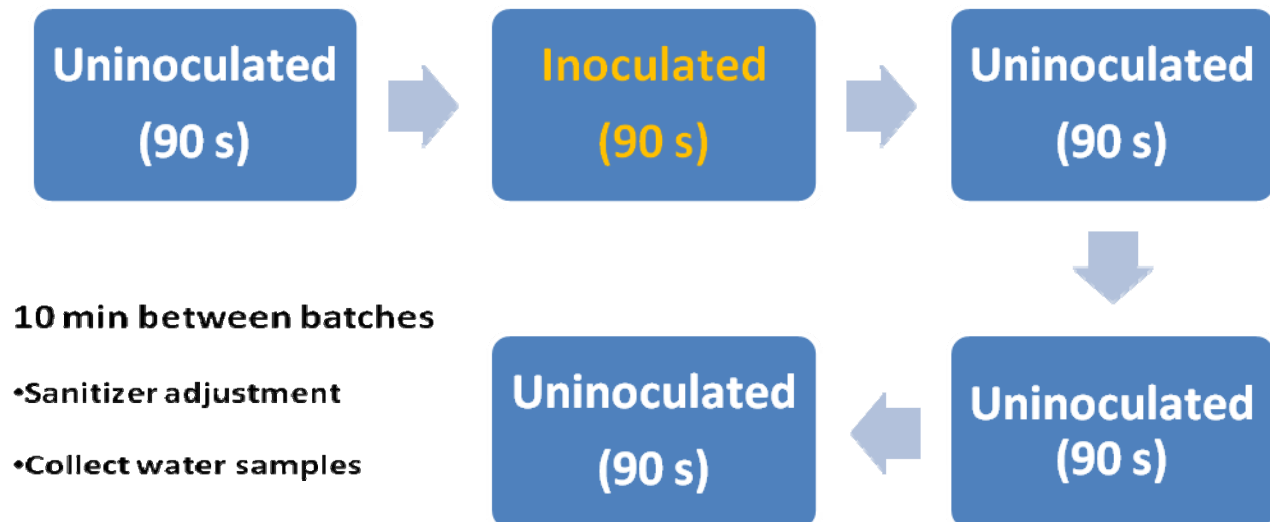 Uninoculated
(90 s)
Inoculated
(90 s)
Uninoculated
(90 s)
10 min between batches
•Sanitizer adjustment
•Collect water samples
Uninoculated
(90 s)
Uninoculated
(90 s)